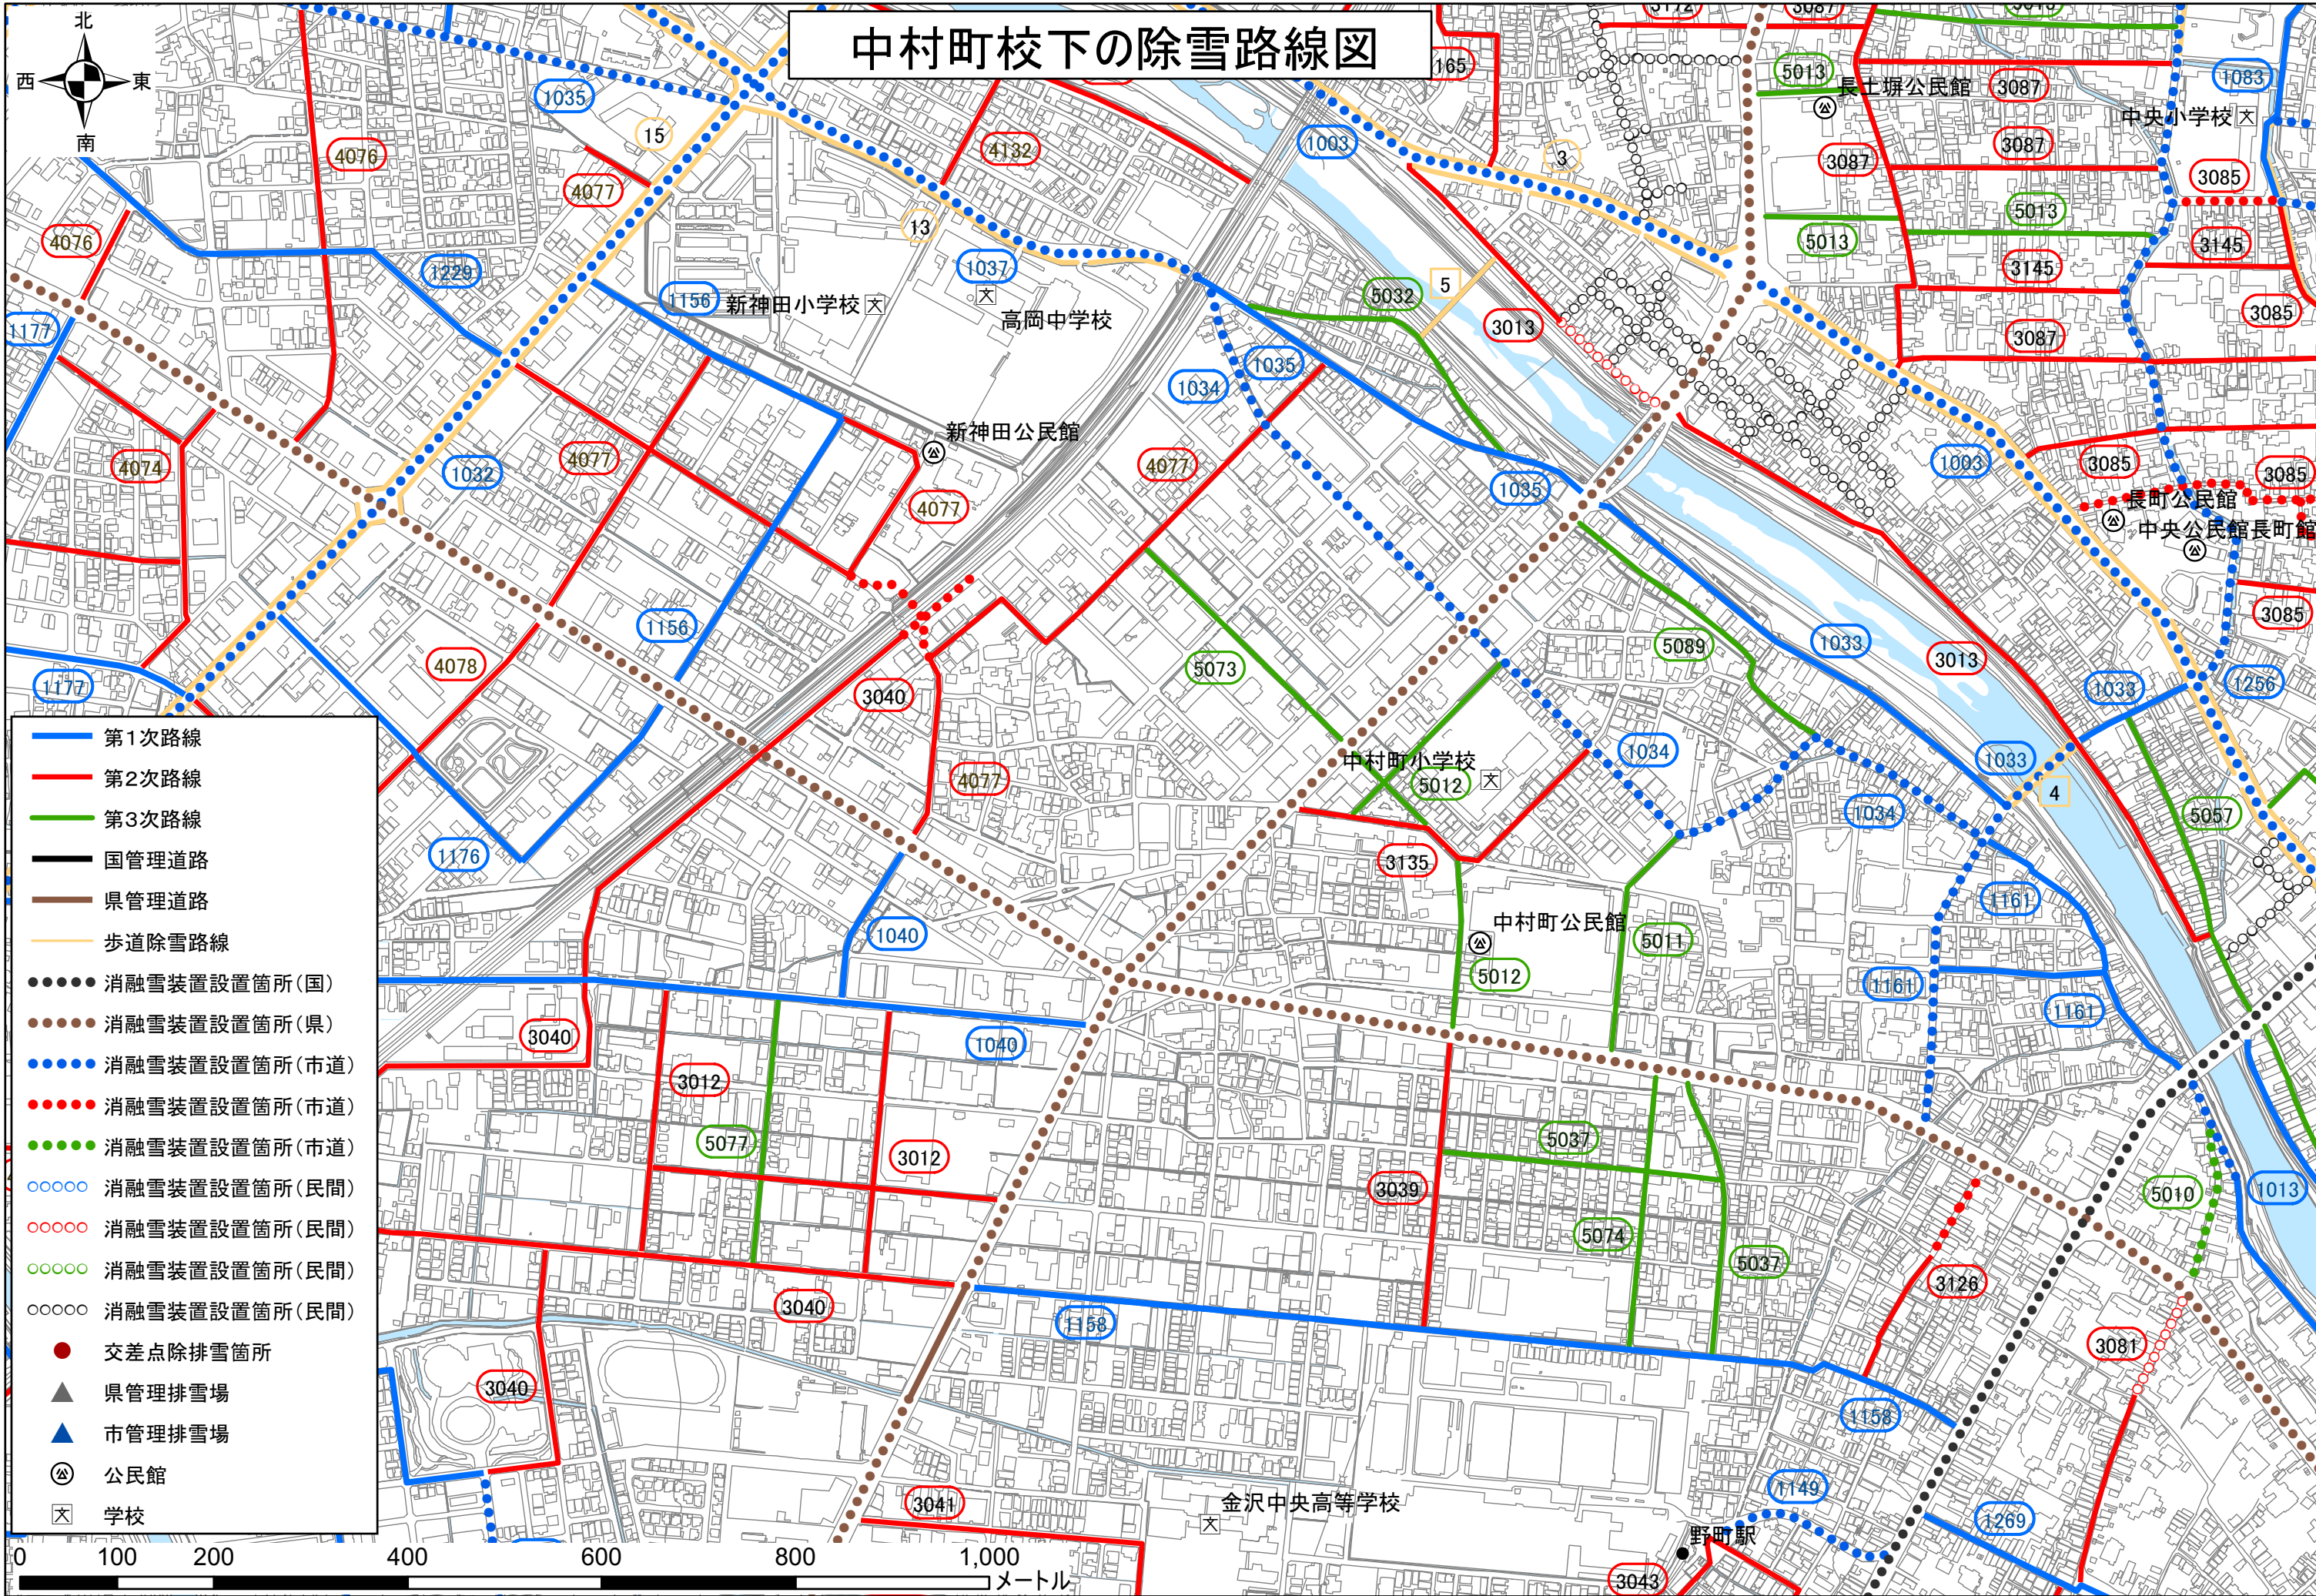 中村町校下の除雪路線図
北
西
東
南
3172
3087
5013
165
5013
長土塀公民館
3087
1083
中央小学校
文
1035
15
4076
4132
1003
3
3087
3087
3085
4077
13
5013
5013
3145
3145
4076
1229
1037
文
1156
新神田小学校
文
高岡中学校
5032
5
3013
3085
3087
1177
1034
1035
4074
1032
4077
新神田公民館
4077
4077
1035
1003
3085
3085
長町公民館
中央公民館長町館
3085
1156
4078
1177
3040
5073
5089
1033
3013
1033
1256
中村町小学校
文
5012
1034
1033
4
4077
1034
5057
1176
3135
1040
中村町公民館
5011
5012
1161
1161
1161
3040
1040
3012
5077
3012
5037
3039
5074
5037
5010
1013
3126
3040
1158
3081
3040
1158
3041
金沢中央高等学校
文
1149
野町駅
1269
3043
第1次路線
第2次路線
第3次路線
国管理道路
県管理道路
歩道除雪路線
消融雪装置設置箇所(国)
消融雪装置設置箇所(県)
消融雪装置設置箇所(市道)
消融雪装置設置箇所(市道)
消融雪装置設置箇所(市道)
消融雪装置設置箇所(民間)
消融雪装置設置箇所(民間)
消融雪装置設置箇所(民間)
消融雪装置設置箇所(民間)
交差点除排雪箇所
県管理排雪場
市管理排雪場
公民館
文 学校
0 100 200 400 600 800 1,000
メートル